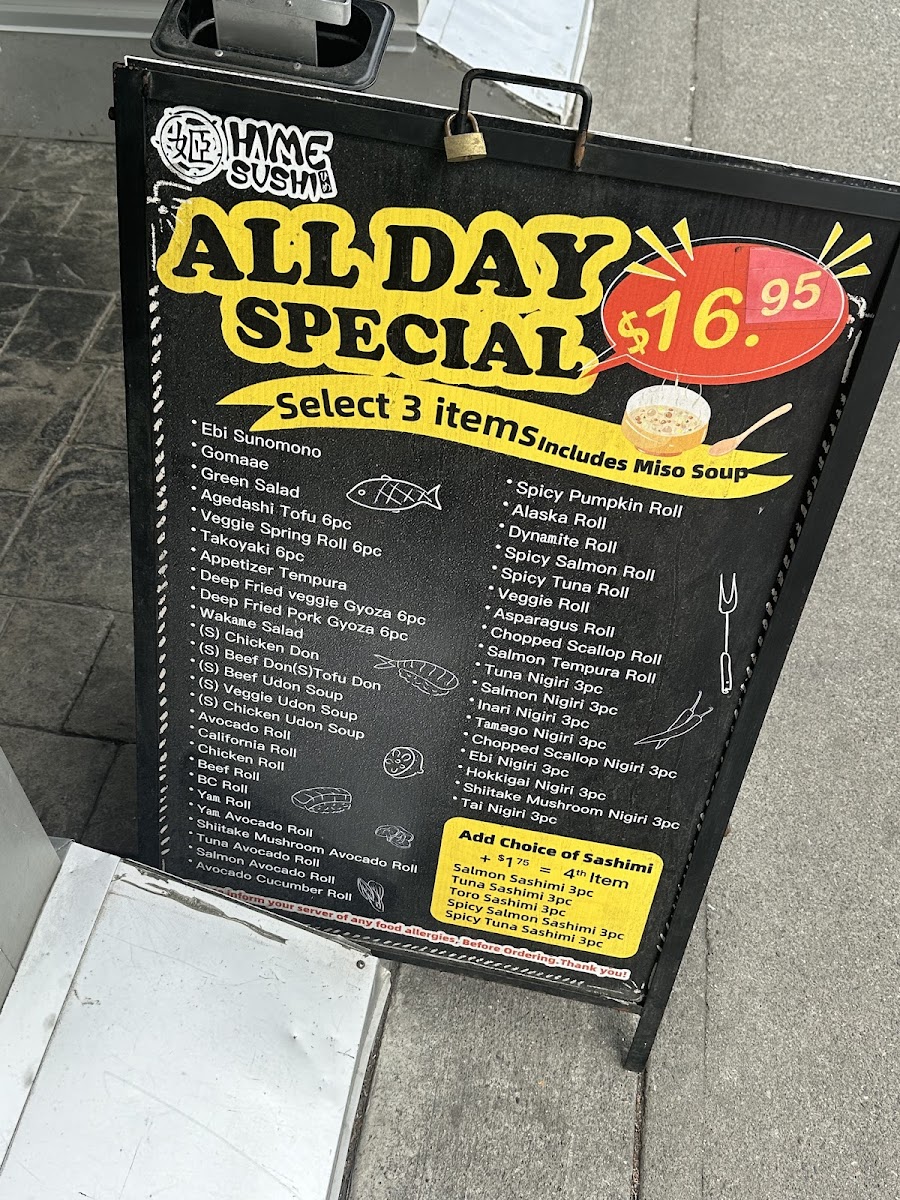 姬
HIME
SUSHI
ALL DAY
SPECIAL
$16.95
Select 3 items
Includes Miso Soup
• Ebi Sunomono
• Gomaae
• Green Salad
• Agedashi Tofu 6pc
• Veggie Spring Roll 6pc
• Takoyaki 6pc
• Appetizer Tempura
• Deep Fried veggie Gyoza 6pc
• Deep Fried Pork Gyoza 6pc
• Wakame Salad
• (S) Chicken Don
• (S) Beef Don(S)Tofu Don
• (S) Beef Udon Soup
• (S) Veggie Udon Soup
• (S) Chicken Udon Soup
• Avocado Roll
• California Roll
• Chicken Roll
• Beef Roll
• BC Roll
• Yam Roll
• Yam Avocado Roll
• Shiitake Mushroom Avocado Roll
• Tuna Avocado Roll
• Salmon Avocado Roll
• Avocado Cucumber Roll
• Spicy Pumpkin Roll
• Alaska Roll
• Dynamite Roll
• Spicy Salmon Roll
• Spicy Tuna Roll
• Veggie Roll
• Asparagus Roll
• Chopped Scallop Roll
• Salmon Tempura Roll
• Tuna Nigiri 3pc
• Salmon Nigiri 3pc
• Inari Nigiri 3pc
• Tamago Nigiri 3pc
• Chopped Scallop Nigiri 3pc
• Ebi Nigiri 3pc
• Hokkigai Nigiri 3pc
• Shiitake Mushroom Nigiri 3pc
• Tai Nigiri 3pc
Add Choice of Sashimi
+ $1.75 = 4th Item
Salmon Sashimi 3pc
Tuna Sashimi 3pc
Toro Sashimi 3pc
Spicy Salmon Sashimi 3pc
Spicy Tuna Sashimi 3pc
inform your server of any food allergies, Before Ordering.Thank you!